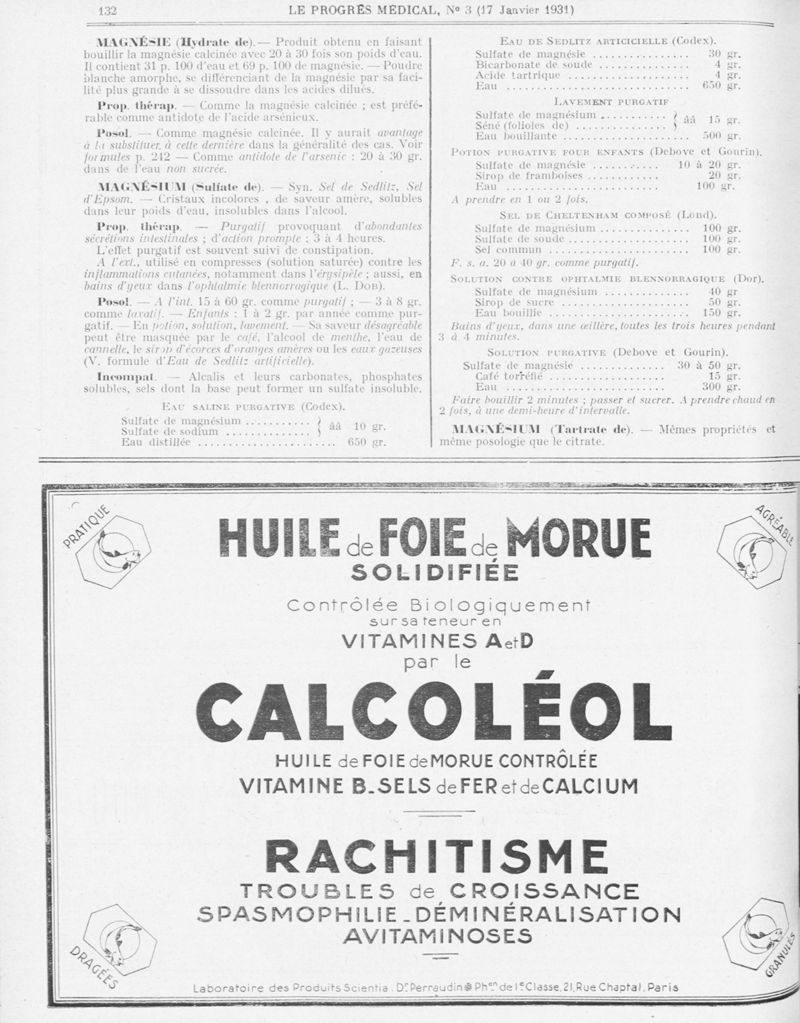 132 LE PROGRÈS MÉDICAL, N° 3 (17 Janvier 1931)
MAGNÉSIE (Hydrate de). — Produit obtenu en faisant
bouillir la magnésie calcinée avec 20 à 30 fois son poids d'eau.
Il contient 31 p. 100 d'eau et 69 p. 100 de magnésie. — Poudre
blanche amorphe, se différenciant de la magnésie par sa faci-
lité plus grande à se dissoudre dans les acides dilués.
Prop. thérap. — Comme la magnésie calcinée ; est préfé-
rable comme antidote de l'acide arsénieux.
Posol. — Comme magnésie calcinée. Il y aurait avantage
à la substituer, à cette dernière dans la généralité des cas. Voir
formules p. 242 — Comme antidote de l'arsenic : 20 à 30 gr.
dans de l'eau non sucrée.
MAGNÉSIUM (Sulfate de). — Syn. Sel de Sedlitz, Sel
d'Epsom. — Cristaux incolores , de saveur amère, solubles
dans leur poids d'eau, insolubles dans l'alcool.
Prop. thérap. — Purgatif provoquant d'abondantes
sécrétions intestinales ; d'action prompte : 3 à 4 heures.
L'effet purgatif est souvent suivi de constipation.
A l'ext., utilisé en compresses (solution saturée) contre les
inflammations cutanées, notamment dans l'érysipèle ; aussi, en
bains d'yeux dans l'ophtalmie blennorragique (L. DOR).
Posol. — A l'int. 15 à 60 gr. comme purgatif ; — 3 à 8 gr.
comme laxatif. — Enfants : 1 à 2 gr. par année comme pur-
gatif. — En potion, solution, lavement. — Sa saveur désagréable
peut être masquée par le café, l'alcool de menthe, l'eau de
cannelle, le sirop d'écorces d'oranges amères ou les eaux gazeuses
(V. formule d'Eau de Sedlitz artificielle).
Incompat. — Alcalis et leurs carbonates, phosphates
solubles, sels dont la base peut former un sulfate insoluble.
EAU SALINE PURGATIVE (Codex).
Sulfate de magnésium ........... }
Sulfate de sodium ............. } ââ 10 gr.
Eau distillée ..................... 650 gr.
EAU DE SEDLITZ ARTICICIELLE (Codex).
Sulfate de magnésie ............... 30 gr.
Bicarbonate de soude .............. 4 gr.
Acide tartrique ................... 4 gr.
Eau ............................... 650 gr.
LAVEMENT PURGATIF
Sulfate de magnésium .......... }
Séné (folioles de) .............. } ââ 15 gr.
Eau bouillante .................... 500 gr.
POTION PURGATIVE POUR ENFANTS (Debove et Gourin).
Sulfate de magnésie ........... 10 à 20 gr.
Sirop de framboises ............ 20 gr.
Eau ........................... 100 gr.
A prendre en 1 ou 2 fois.
SEL DE CHELTENHAM COMPOSÉ (Lond).
Sulfate de magnésium .............. 100 gr.
Sulfate de soude .................. 100 gr.
Sel commun ........................ 100 gr.
F. s. a. 20 à 40 gr. comme purgatif.
SOLUTION CONTRE OPHTALMIE BLENNORRAGIQUE (Dor).
Sulfate de magnésium .............. 40 gr
Sirop de sucre .................... 50 gr.
Eau bouillie ...................... 150 gr.
Bains d'yeux, dans une œillère, toutes les trois heures pendant
3 à 4 minutes.
SOLUTION PURGATIVE (Debove et Gourin).
Sulfate de magnésie ............. 30 à 50 gr.
Café torréfié ................... 15 gr.
Eau ............................. 300 gr.
Faire bouillir 2 minutes ; passer et sucrer. A prendre chaud en
2 fois, à une demi-heure d'intervalle.
MAGNÉSIUM (Tartrate de). — Mêmes propriétés et
même posologie que le citrate.
PRATIQUE
AGRÉABLE
HUILE de FOIE de MORUE
SOLIDIFIÉE
Contrôlée Biologiquement
sur sa teneur en
VITAMINES A et D
par le
CALCOLÉOL
HUILE de FOIE de MORUE CONTRÔLÉE
VITAMINE B_SELS de FER et de CALCIUM
RACHITISME
TROUBLES de CROISSANCE
SPASMOPHILIE_DÉMINÉRALISATION
AVITAMINOSES
DRAGÉES
GRANULÉS
Laboratoire des Produits Scientia. Dr. Perraudin Phen de 1e Classe, 21, Rue Chaptal, Paris